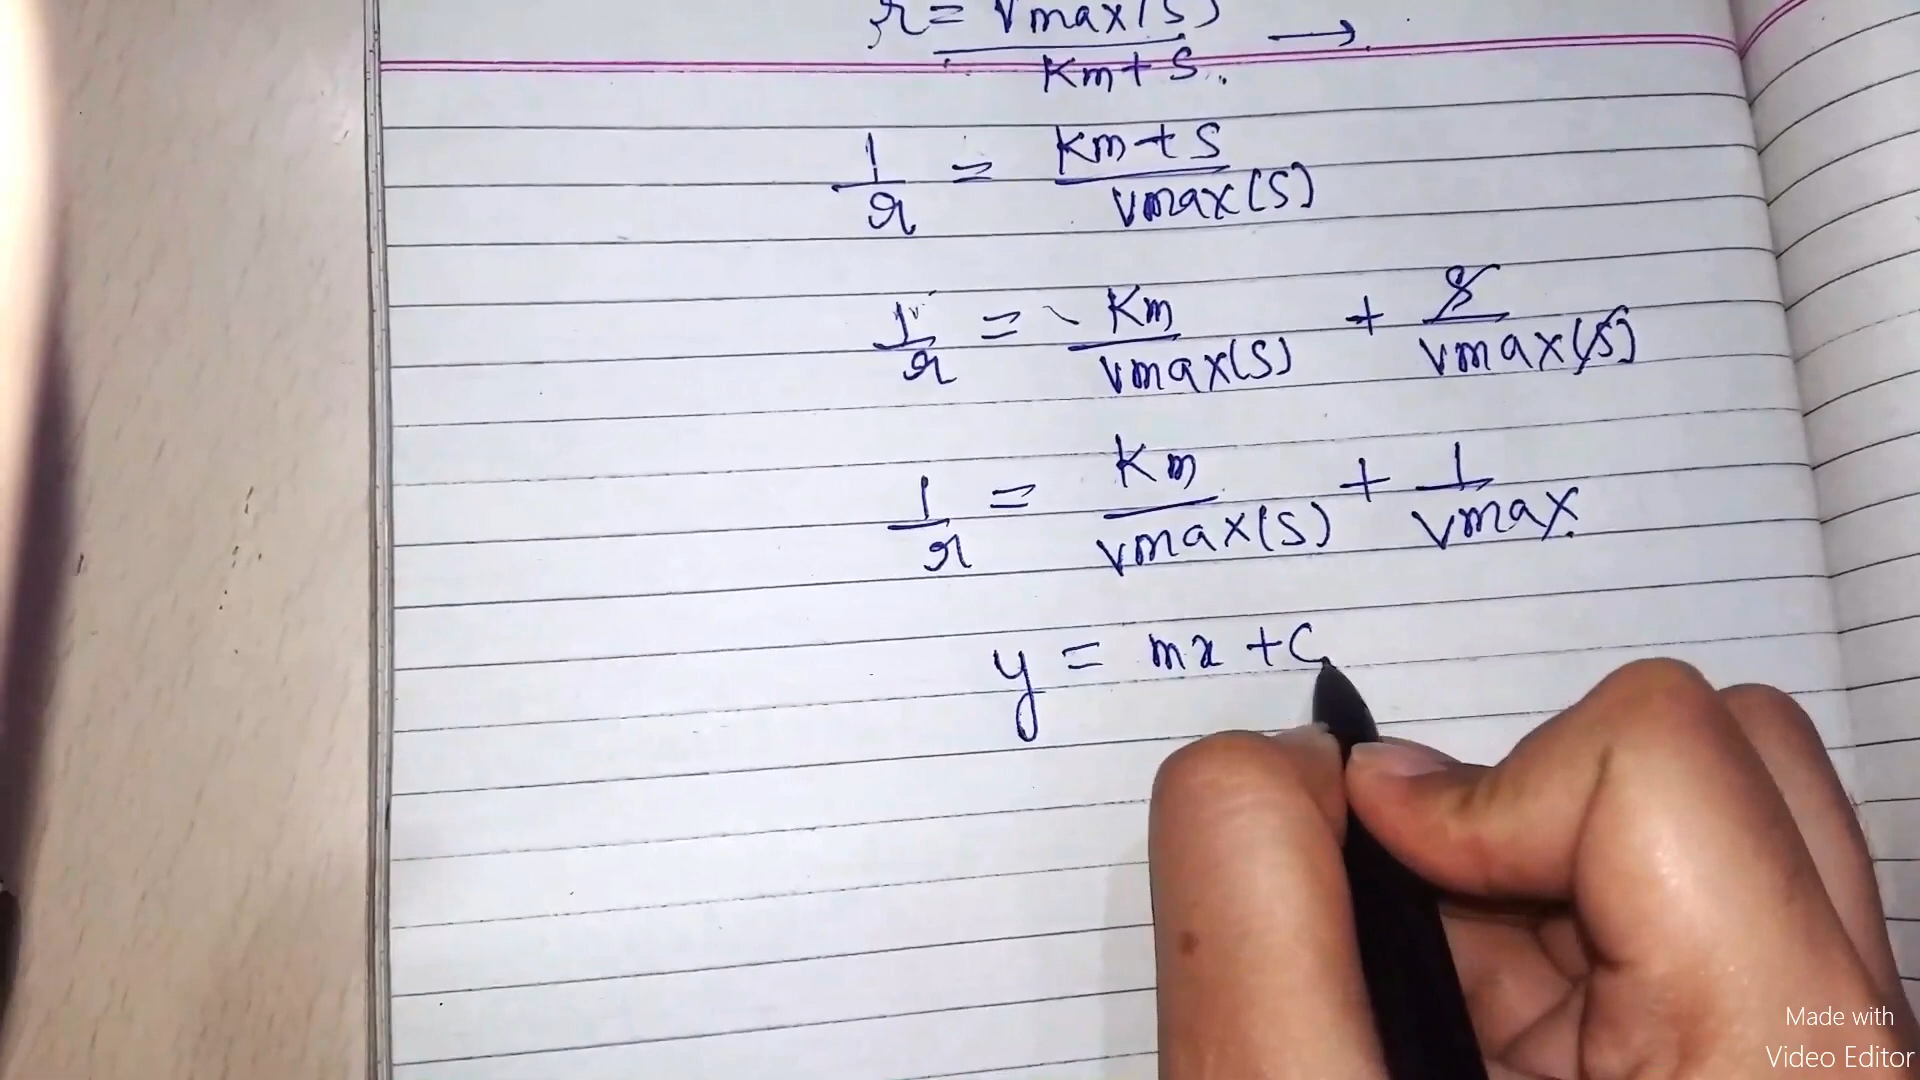 r = Vmax(S) / Km + S →
1/r = Km + S / Vmax(S)
1/r = Km / Vmax(S) + S / Vmax(S)
1/r = Km / Vmax(S) + 1 / Vmax
y = mx + C
Made with
Video Editor